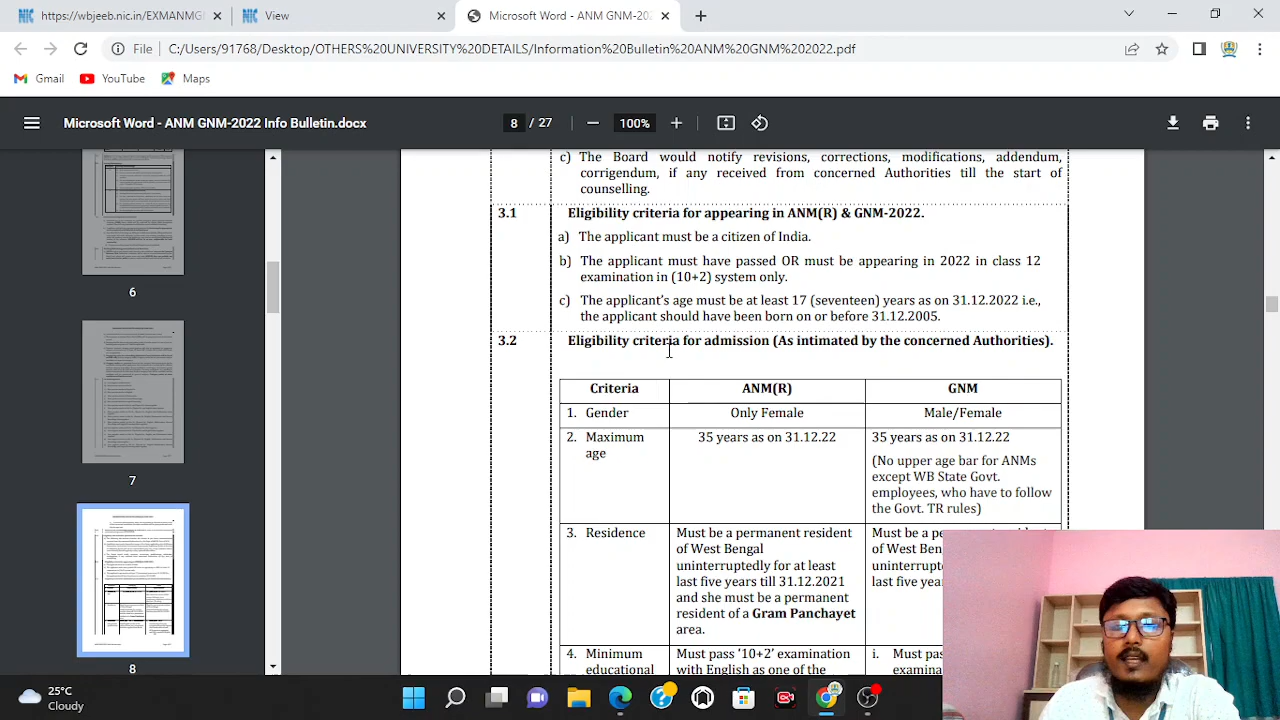 https://wbjeeb.nic.in/EXMANMG
View
Microsoft Word - ANM GNM-202
File
C:/Users/91768/Desktop/OTHERS%20UNIVERSITY%20DETAILS/Information%20Bulletin%20ANM%20GNM%202022.pdf
Gmail
YouTube
Maps
Microsoft Word - ANM GNM-2022 Info Bulletin.docx
8 / 27
100%
c) The Board would notify revisions, corrections, modifications, addendum,
corrigendum, if any received from concerned Authorities till the start of
counselling.
3.1 Eligibility criteria for appearing in ANM(R) & GNM-2022.
a) The applicant must be a citizen of India.
b) The applicant must have passed OR must be appearing in 2022 in class 12
examination in (10+2) system only.
c) The applicant's age must be at least 17 (seventeen) years as on 31.12.2022 i.e.,
the applicant should have been born on or before 31.12.2005.
3.2 Eligibility criteria for admission (As intimated by the concerned Authorities).
Criteria ANM(R) GNM
1. Gender Only Female Male/Female
2. Maximum age
35 years as on 31.12.22
35 years as on 31.12.22
(No upper age bar for ANMs
except WB State Govt.
employees, who have to follow
the Govt. TR rules)
3. Residence
Must be a permanent resident
of West Bengal
uninterruptedly for at least
last five years till 31.12.2021
and she must be a permanent
resident of a Gram Panchayet
area.
Must be a
of West
last five
4. Minimum
educational
Must pass '10+2' examination
with English as one of the
i. Must
6
7
8
25°C
Cloudy